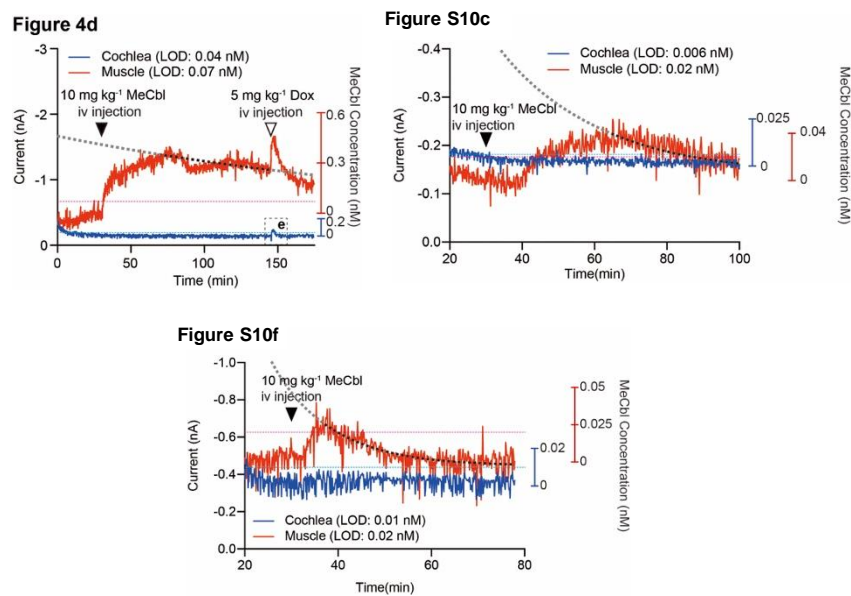 Figure 4d
Cochlea (LOD: 0.04 nM)
Muscle (LOD: 0.07 nM)
10 mg kg⁻¹ MeCbl
iv injection
5 mg kg⁻¹ Dox
iv injection
-3
-2
-1
0
Current (nA)
0
50
100
150
Time (min)
e
0.6
0.3
0
0.2
0
MeCbl Concentration (nM)
Figure S10c
Cochlea (LOD: 0.006 nM)
Muscle (LOD: 0.02 nM)
10 mg kg⁻¹ MeCbl
iv injection
-0.4
-0.3
-0.2
-0.1
0.0
Current (nA)
20
40
60
80
100
Time(min)
0.025
0
0.04
0
MeCbl Concentration (nM)
Figure S10f
10 mg kg⁻¹ MeCbl
iv injection
-1.0
-0.8
-0.6
-0.4
-0.2
0.0
Current (nA)
Cochlea (LOD: 0.01 nM)
Muscle (LOD: 0.02 nM)
20
40
60
80
Time(min)
0.02
0
0.05
0.025
0
MeCbl Concentration (nM)